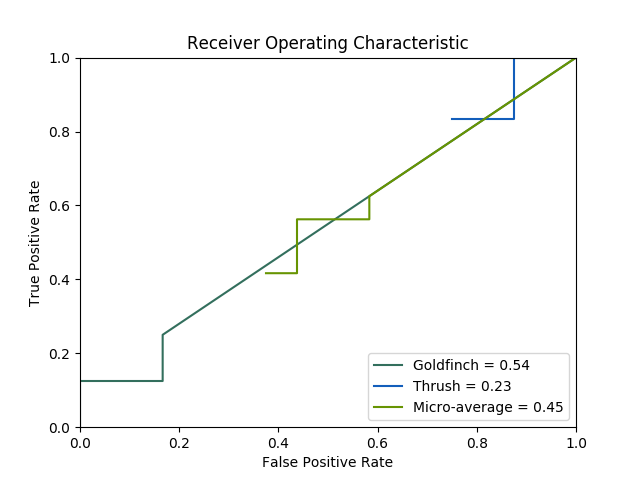 Receiver Operating Characteristic
1.0
0.8
0.6
0.4
0.2
0.0
True Positive Rate
Goldfinch = 0.54
Thrush = 0.23
Micro-average = 0.45
0.0 0.2 0.4 0.6 0.8 1.0
False Positive Rate